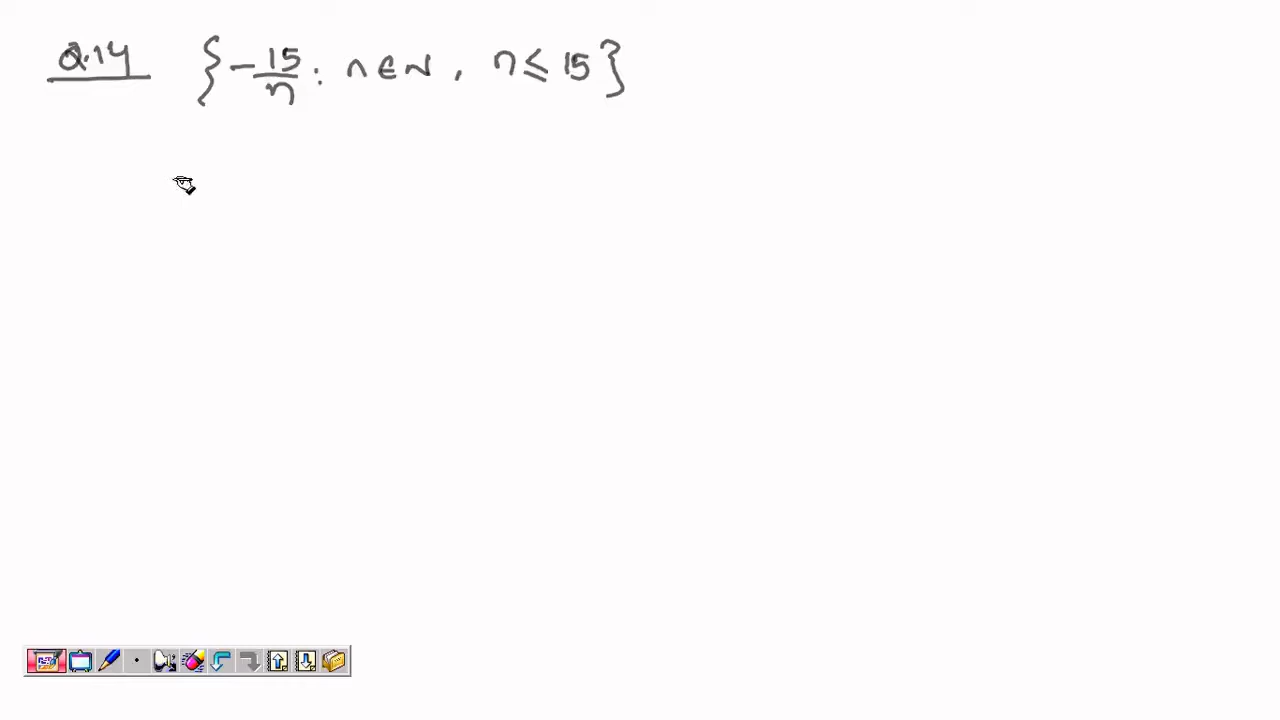 Q.14 {-15/n : n ∈ N , n ≤ 15}